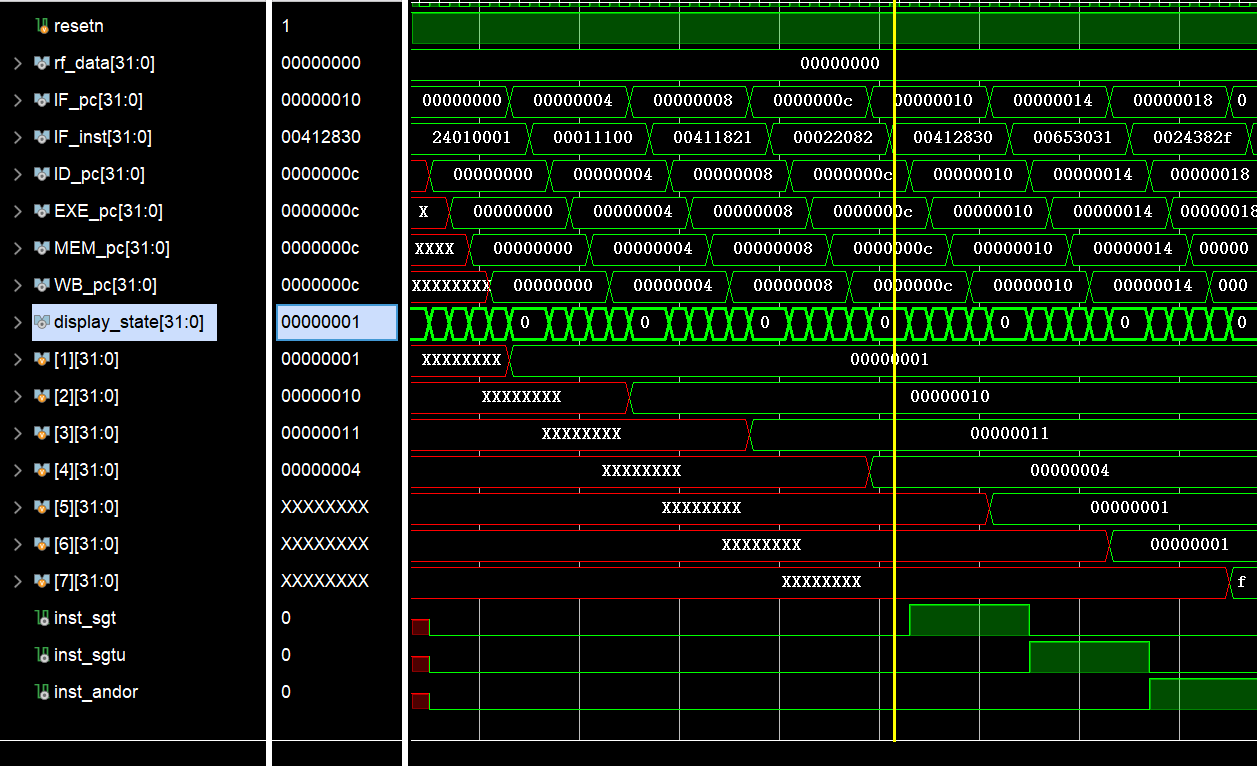 resetn 1
rf_data[31:0] 00000000 00000000
IF_pc[31:0] 00000010 00000000 00000004 00000008 0000000c 00000010 00000014 00000018 0
IF_inst[31:0] 00412830 24010001 00011100 00411821 00022082 00412830 00653031 0024382f
ID_pc[31:0] 0000000c 00000000 00000004 00000008 0000000c 00000010 00000014 00000018
EXE_pc[31:0] 0000000c X 00000000 00000004 00000008 0000000c 00000010 00000014 00000018
MEM_pc[31:0] 0000000c XXXX 00000000 00000004 00000008 0000000c 00000010 00000014 00000
WB_pc[31:0] 0000000c XXXXXXXX 00000000 00000004 00000008 0000000c 00000010 00000014 000
display_state[31:0] 00000001 0 0 0 0 0 0 0
[1][31:0] 00000001 XXXXXXXX 00000001
[2][31:0] 00000010 XXXXXXXX 00000010
[3][31:0] 00000011 XXXXXXXX 00000011
[4][31:0] 00000004 XXXXXXXX 00000004
[5][31:0] XXXXXXXX XXXXXXXX 00000001
[6][31:0] XXXXXXXX XXXXXXXX 00000001
[7][31:0] XXXXXXXX XXXXXXXX f
inst_sgt 0
inst_sgtu 0
inst_andor 0